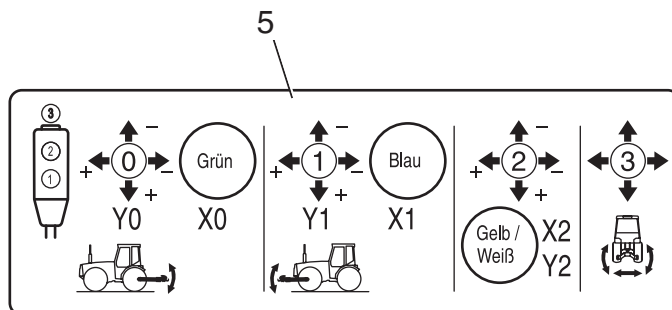 5
3
2
1
− + 0 − +
Grün
Y0 X0
− + 1 − +
Blau
Y1 X1
− + 2 − +
Gelb / Weiß
X2
Y2
3